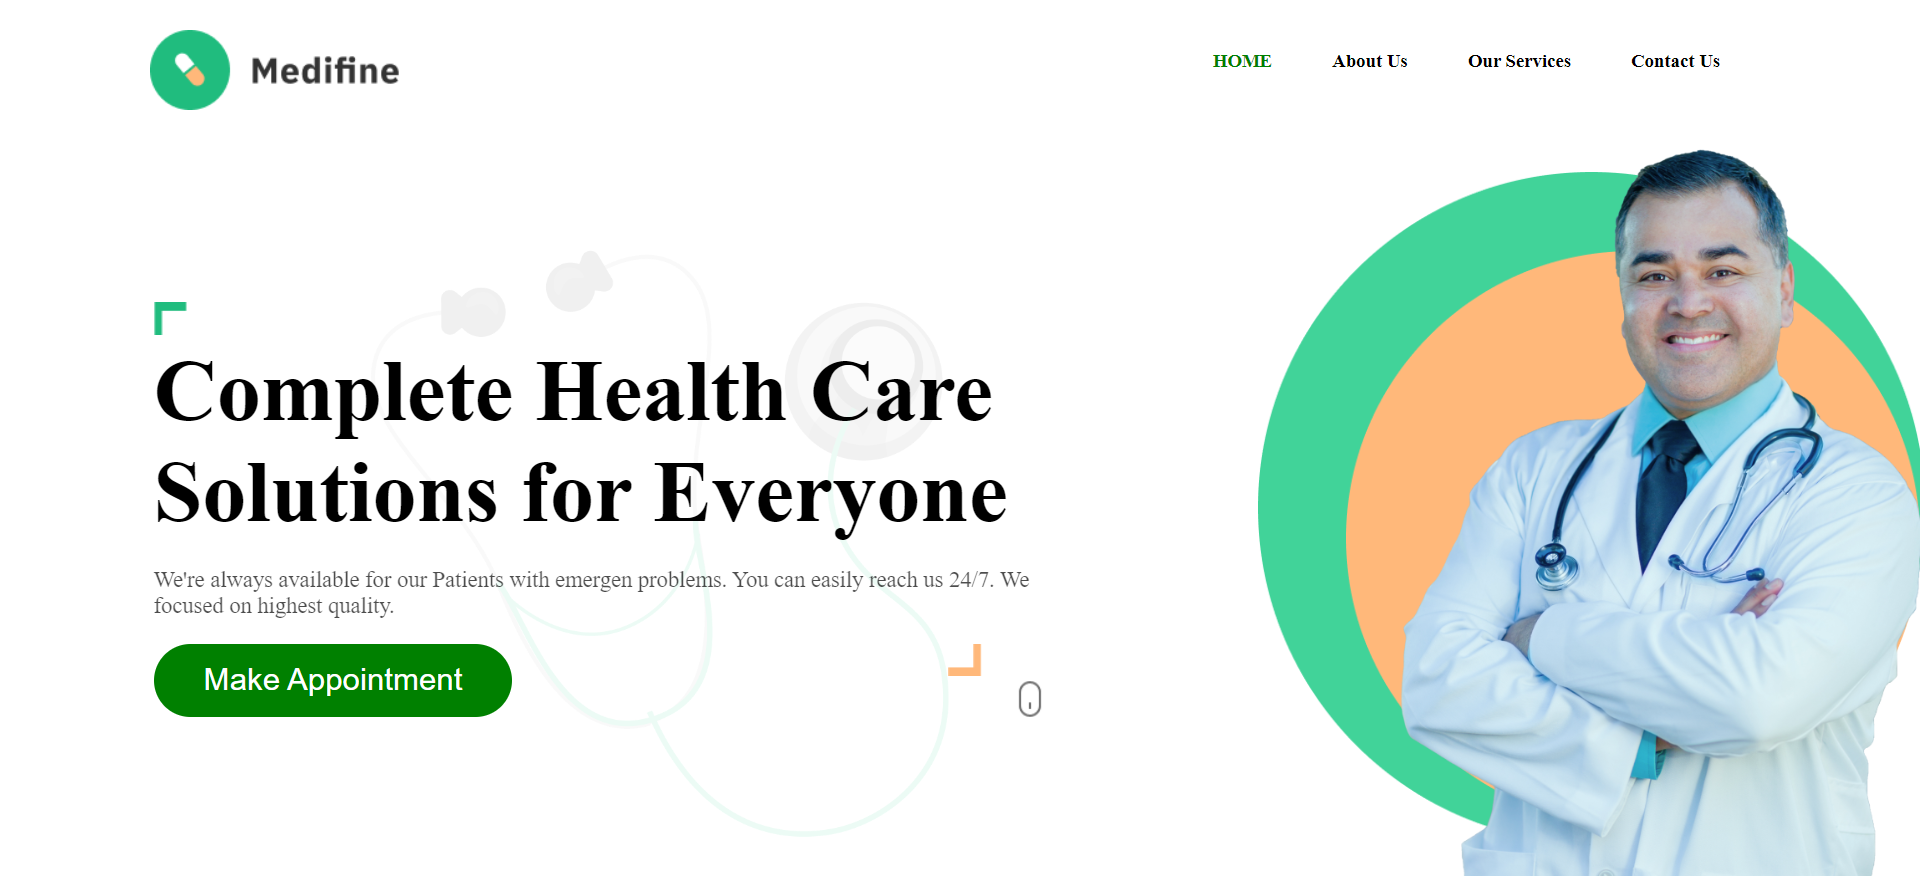 Medifine
HOME About Us Our Services Contact Us
Complete Health Care
Solutions for Everyone
We're always available for our Patients with emergen problems. You can easily reach us 24/7. We
focused on highest quality.
Make Appointment